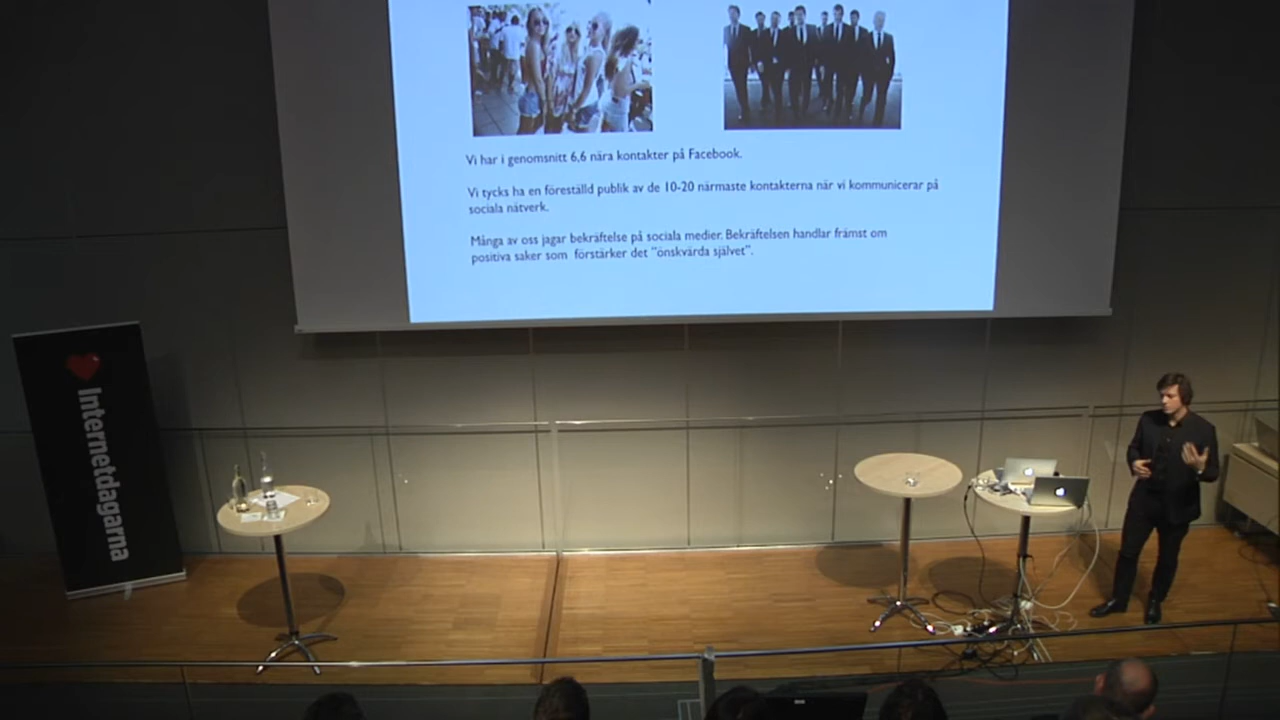 Vi har i genomsnitt 6,6 nära kontakter på Facebook.
Vi tycks ha en föreställd publik av de 10-20 närmaste kontakterna när vi kommunicerar på
sociala nätverk.
Många av oss jagar bekräftelse på sociala medier. Bekräftelsen handlar främst om
positiva saker som förstärker det "önskvärda självet".
Internetdagarna